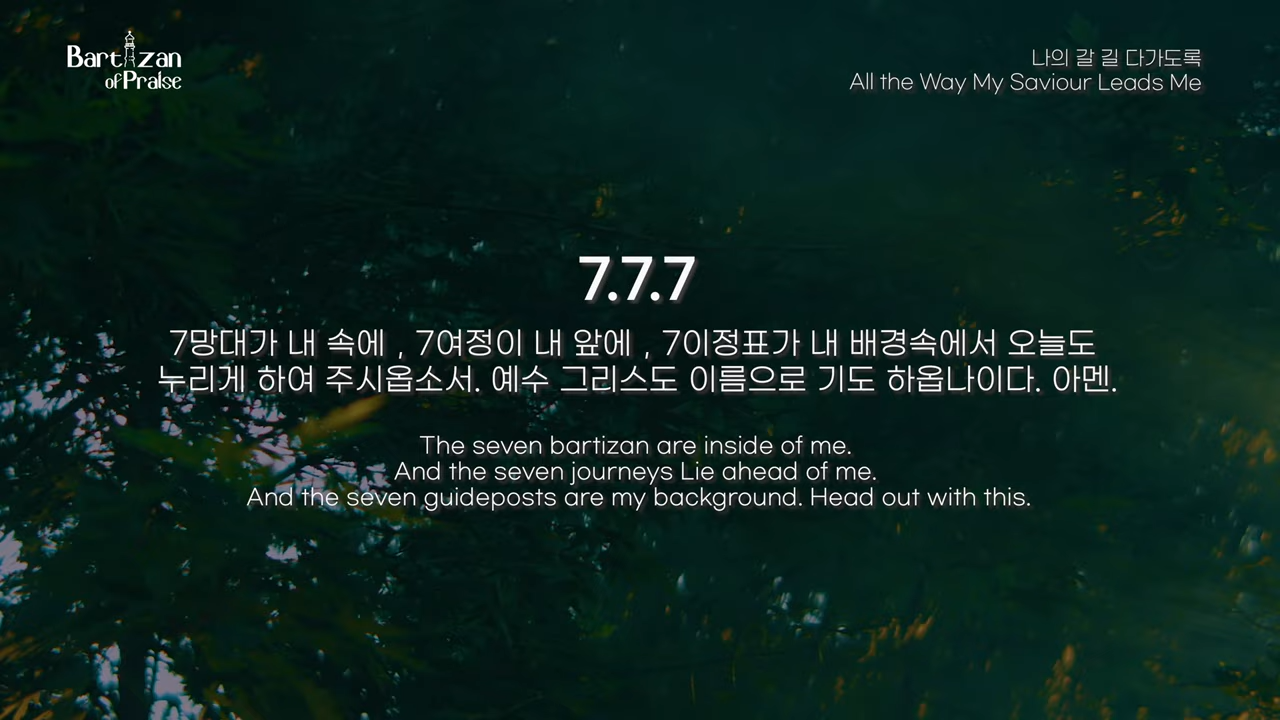 Bartizan
of Praise
나의 갈 길 다가도록
All the Way My Saviour Leads Me
7.7.7
7망대가 내 속에 , 7여정이 내 앞에 , 7이정표가 내 배경속에서 오늘도
누리게 하여 주시옵소서. 예수 그리스도 이름으로 기도 하옵나이다. 아멘.
The seven bartizan are inside of me.
And the seven journeys Lie ahead of me.
And the seven guideposts are my background. Head out with this.